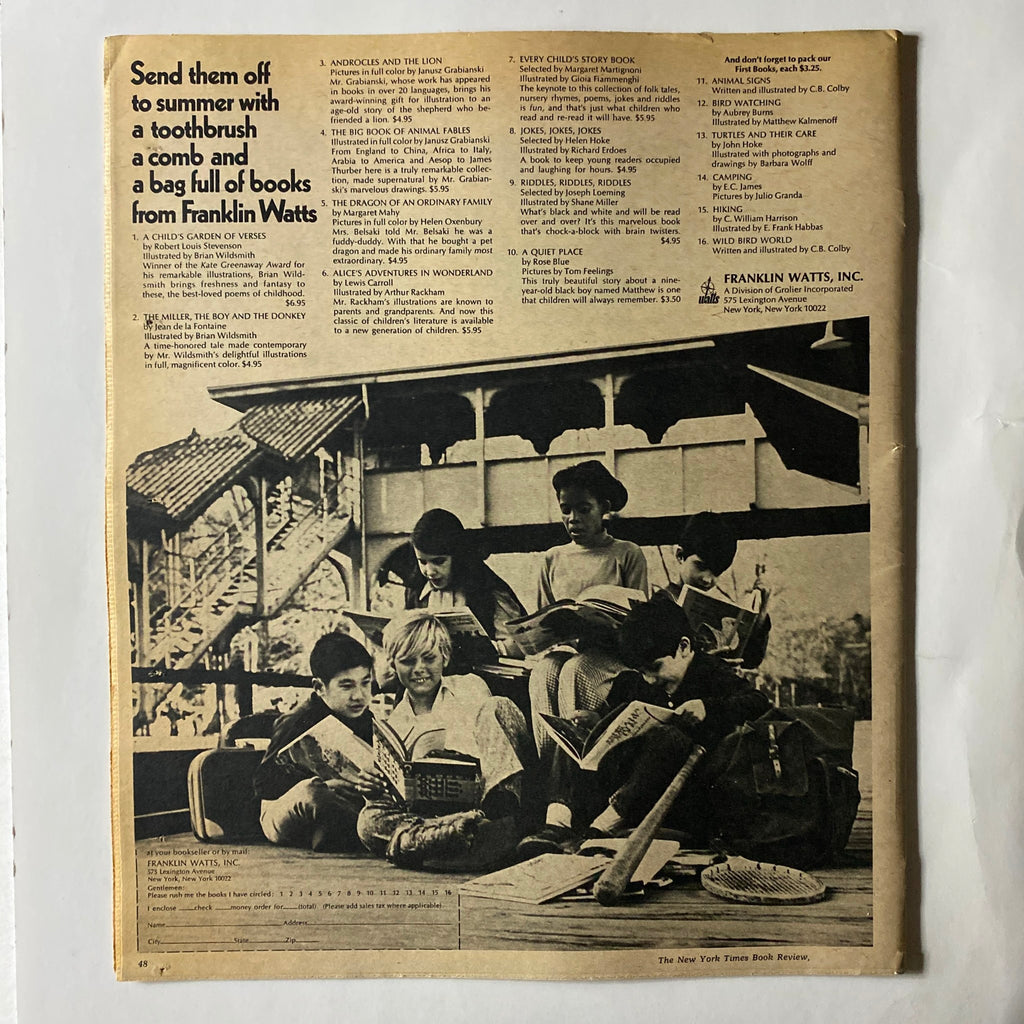 Send them off
to summer with
a toothbrush
a comb and
a bag full of books
from Franklin Watts
1. A CHILD'S GARDEN OF VERSES
by Robert Louis Stevenson
Illustrated by Brian Wildsmith
Winner of the Kate Greenaway Award for
his remarkable illustrations, Brian Wild-
smith brings freshness and fantasy to
these, the best-loved poems of childhood.
$6.95
2. THE MILLER, THE BOY AND THE DONKEY
by Jean de la Fontaine
Illustrated by Brian Wildsmith
A time-honored tale made contemporary
by Mr. Wildsmith's delightful illustrations
in full, magnificent color. $4.95
3. ANDROCLES AND THE LION
Pictures in full color by Janusz Grabianski
Mr. Grabianski, whose work has appeared
in books in over 20 languages, brings his
award-winning gift for illustration to an
age-old story of the shepherd who be-
friended a lion. $4.95
4. THE BIG BOOK OF ANIMAL FABLES
Illustrated in full color by Janusz Grabianski
From England to China, Africa to Italy,
Arabia to America and Aesop to James
Thurber here is a truly remarkable collec-
tion, made supernatural by Mr. Grabian-
ski's marvelous drawings. $5.95
5. THE DRAGON OF AN ORDINARY FAMILY
by Margaret Mahy
Pictures in full color by Helen Oxenbury
Mrs. Belsaki told Mr. Belsaki he was a
fuddy-duddy. With that he bought a pet
dragon and made his ordinary family most
extraordinary. $4.95
6. ALICE'S ADVENTURES IN WONDERLAND
by Lewis Carroll
Illustrated by Arthur Rackham
Mr. Rackham's illustrations are known to
parents and grandparents. And now this
classic of children's literature is available
to a new generation of children. $5.95
7. EVERY CHILD'S STORY BOOK
Selected by Margaret Martignoni
Illustrated by Gioia Fiammenghi
The keynote to this collection of folk tales,
nursery rhymes, poems, jokes and riddles
is fun, and that's just what children who
read and re-read it will have. $5.95
8. JOKES, JOKES, JOKES
Selected by Helen Hoke
Illustrated by Richard Erdoes
A book to keep young readers occupied
and laughing for hours. $4.95
9. RIDDLES, RIDDLES, RIDDLES
Selected by Joseph Loeming
Illustrated by Shane Miller
What's black and white and will be read
over and over? It's this marvelous book
that's chock-a-block with brain twisters.
$4.95
10. A QUIET PLACE
by Rose Blue
Pictures by Tom Feelings
This truly beautiful story about a nine-
year-old black boy named Matthew is one
that children will always remember. $3.50
And don't forget to pack our
First Books, each $3.25.
11. ANIMAL SIGNS
Written and illustrated by C.B. Colby
12. BIRD WATCHING
by Aubrey Burns
Illustrated by Matthew Kalmenoff
13. TURTLES AND THEIR CARE
by John Hoke
Illustrated with photographs and
drawings by Barbara Wolff
14. CAMPING
by E.C. James
Pictures by Julio Granda
15. HIKING
by C. William Harrison
Illustrated by E. Frank Habbas
16. WILD BIRD WORLD
Written and illustrated by C.B. Colby
watts
FRANKLIN WATTS, INC.
A Division of Grolier Incorporated
575 Lexington Avenue
New York, New York 10022
at your bookseller or by mail:
FRANKLIN WATTS, INC.
575 Lexington Avenue
New York, New York 10022
Gentlemen:
Please rush me the books I have circled: 1 2 3 4 5 6 7 8 9 10 11 12 13 14 15 16
I enclose ___check ___money order for___(total). (Please add sales tax where applicable).
Name___Address___
City___State___Zip___
48
The New York Times Book Review,